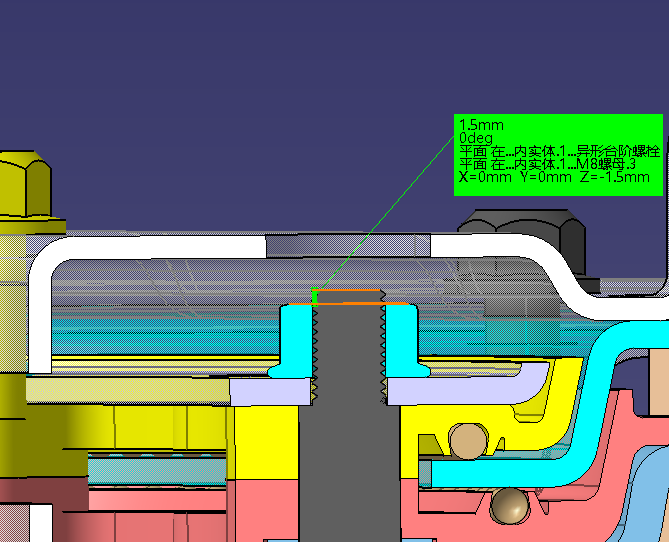 1.5mm
0deg
平面 在...内实体.1...异形台阶螺栓
平面 在...内实体.1...M8螺母.3
X=0mm Y=0mm Z=-1.5mm